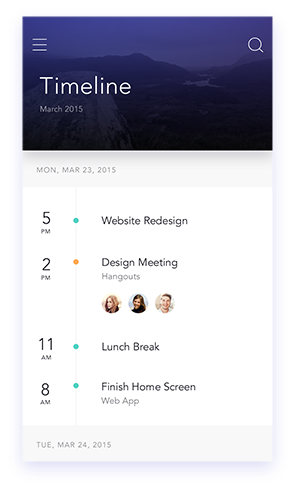 Timeline
March 2015
MON, MAR 23, 2015
5
PM
Website Redesign
2
PM
Design Meeting
Hangouts
11
AM
Lunch Break
8
AM
Finish Home Screen
Web App
TUE, MAR 24, 2015